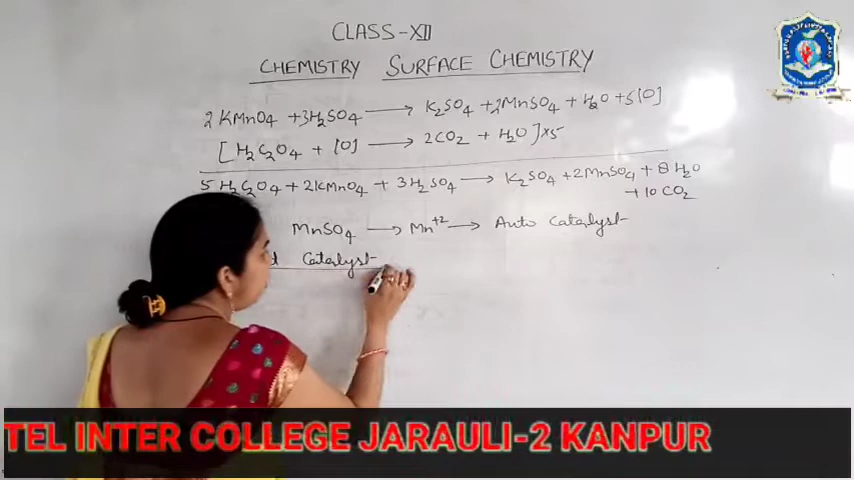 CLASS-XII
CHEMISTRY SURFACE CHEMISTRY
2KMnO4 + 3H2SO4 ⟶ K2SO4 + 2MnSO4 + H2O + 5[O]
[H2C2O4 + [O] ⟶ 2CO2 + H2O] × 5
5H2C2O4 + 2KMnO4 + 3H2SO4 ⟶ K2SO4 + 2MnSO4 + 8H2O
+ 10CO2
MnSO4 ⟶ Mn+2 ⟶ Auto Catalyst
Catalyst
TEL INTER COLLEGE JARAULI-2 KANPUR